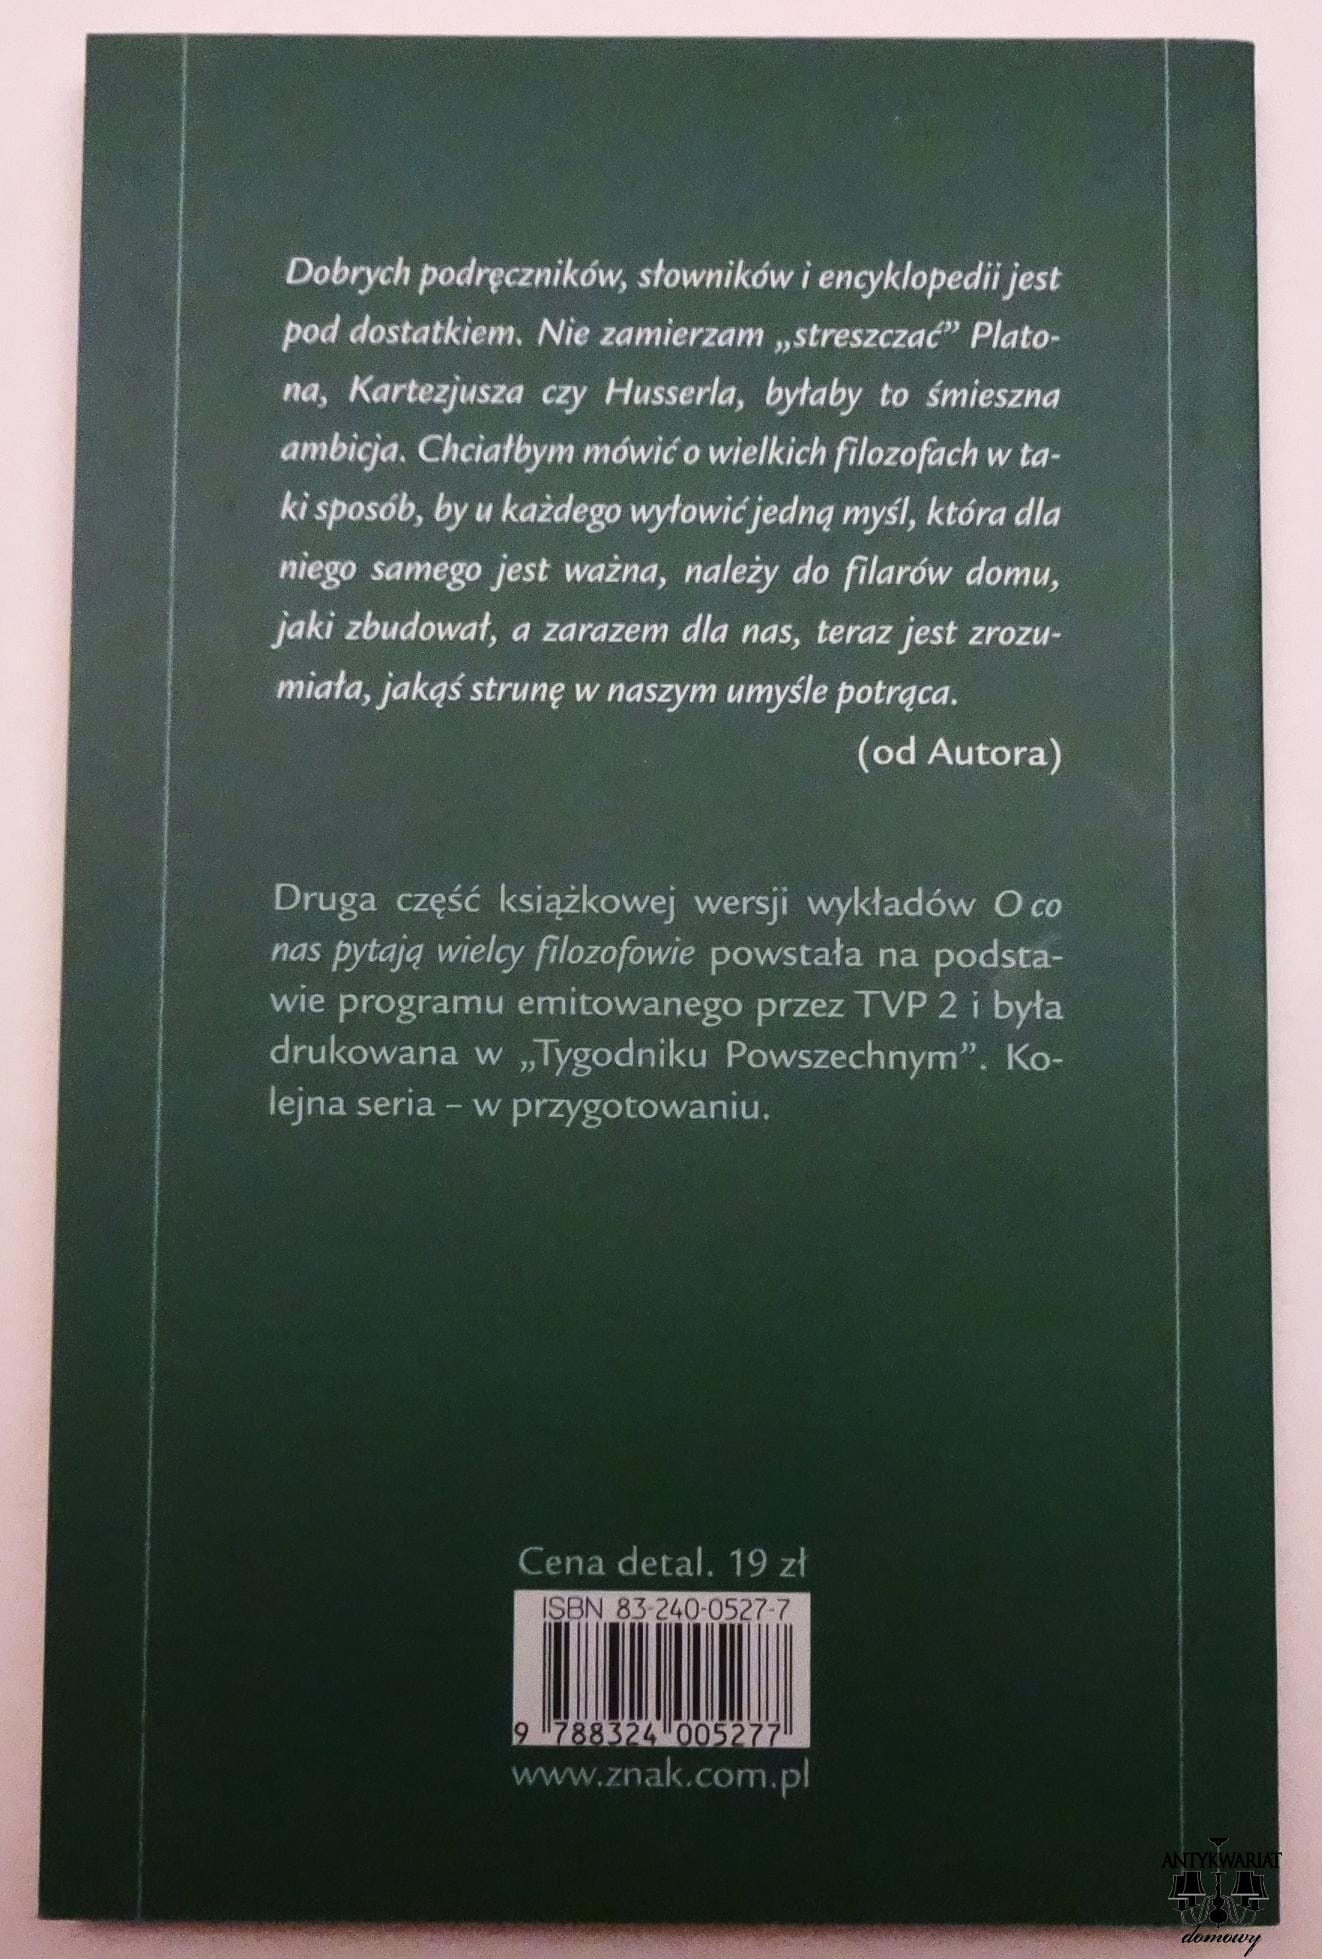 Dobrych podręczników, słowników i encyklopedii jest
pod dostatkiem. Nie zamierzam „streszczać” Plato-
na, Kartezjusza czy Husserla, byłaby to śmieszna
ambicja. Chciałbym mówić o wielkich filozofach w ta-
ki sposób, by u każdego wyłowić jedną myśl, która dla
niego samego jest ważna, należy do filarów domu,
jaki zbudował, a zarazem dla nas, teraz jest zrozu-
miała, jakąś strunę w naszym umyśle potrąca.
(od Autora)
Druga część książkowej wersji wykładów O co
nas pytają wielcy filozofowie powstała na podsta-
wie programu emitowanego przez TVP 2 i była
drukowana w „Tygodniku Powszechnym”. Ko-
lejna seria – w przygotowaniu.
Cena detal. 19 zł
ISBN 83-240-0527-7
9 788324 005277
www.znak.com.pl
ANTYKWARIAT
domowy